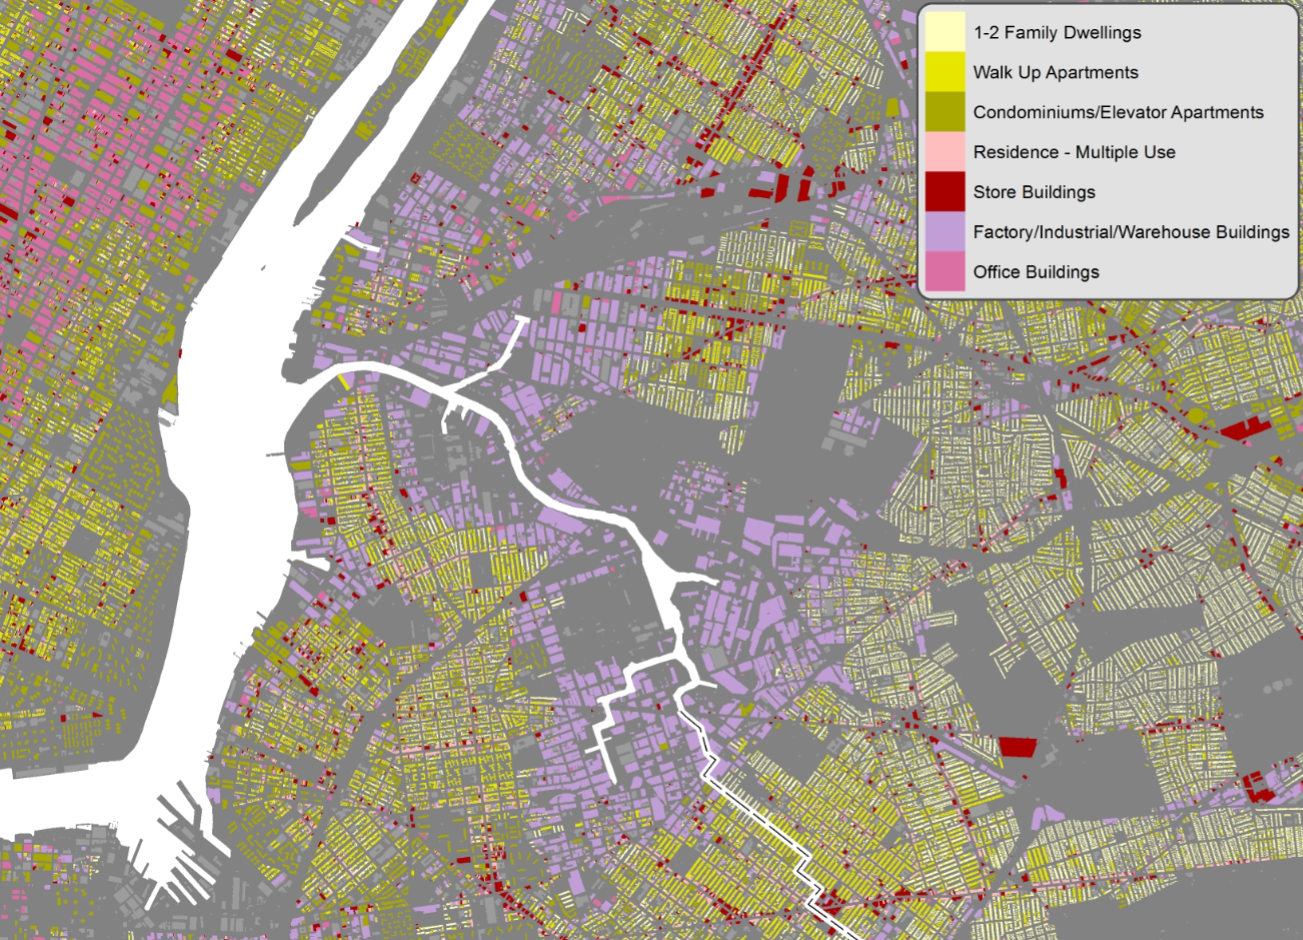 1-2 Family Dwellings
Walk Up Apartments
Condominiums/Elevator Apartments
Residence - Multiple Use
Store Buildings
Factory/Industrial/Warehouse Buildings
Office Buildings